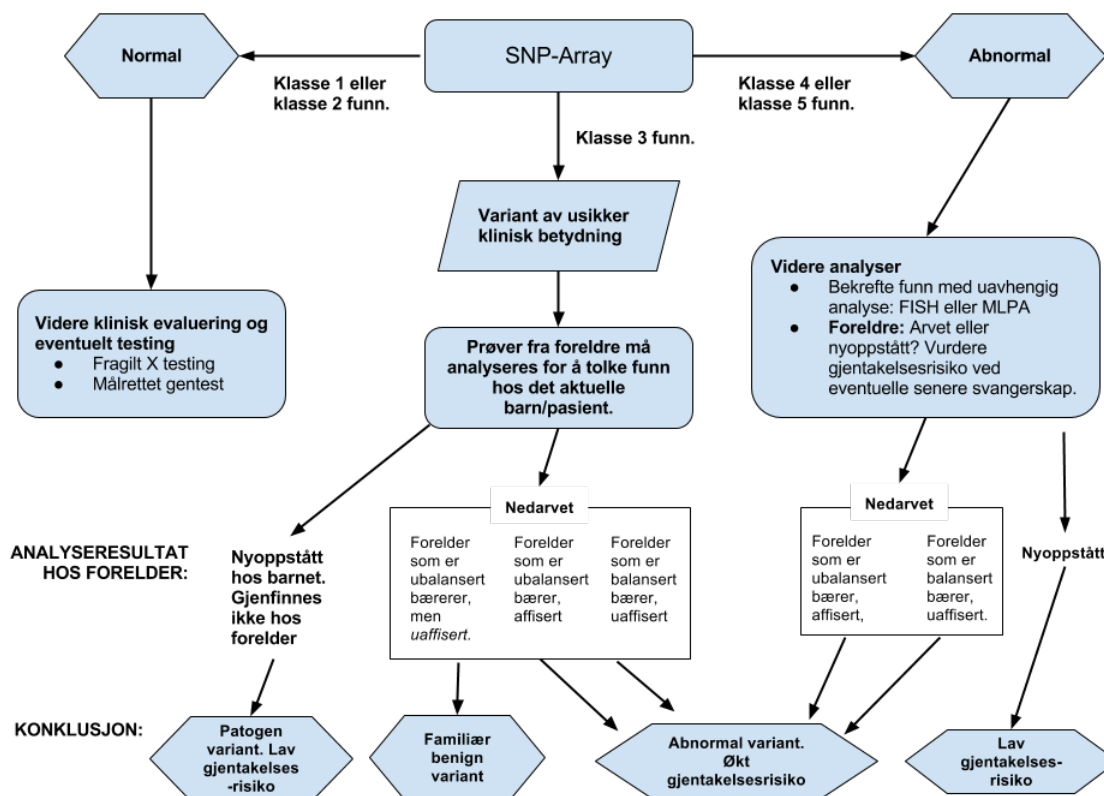 Normal
SNP-Array
Abnormal
Klasse 1 eller
klasse 2 funn.
Klasse 4 eller
klasse 5 funn.
Klasse 3 funn.
Variant av usikker
klinisk betydning
Videre klinisk evaluering og
eventuelt testing
● Fragilt X testing
● Målrettet gentest
Prøver fra foreldre må
analyseres for å tolke funn
hos det aktuelle
barn/pasient.
Videre analyser
● Bekrefte funn med uavhengig
analyse: FISH eller MLPA
● Foreldre: Arvet eller
nyoppstått? Vurdere
gjentakelsesrisiko ved
eventuelle senere svangerskap.
ANALYSERESULTAT
HOS FORELDER:
Nyoppstått
hos barnet.
Gjenfinnes
ikke hos
forelder
Nedarvet
Forelder
som er
ubalansert
bærerer,
men
uaffisert.
Forelder
som er
ubalansert
bærer,
affisert
Forelder
som er
balansert
bærer,
uaffisert
Nedarvet
Forelder
som er
ubalansert
bærer,
affisert,
Forelder
som er
balansert
bærer,
uaffisert.
Nyoppstått
KONKLUSJON:
Patogen
variant. Lav
gjentakelses
-risiko
Familiær
benign
variant
Abnormal variant.
Økt
gjentakelsesrisiko
Lav
gjentakelses-
risiko